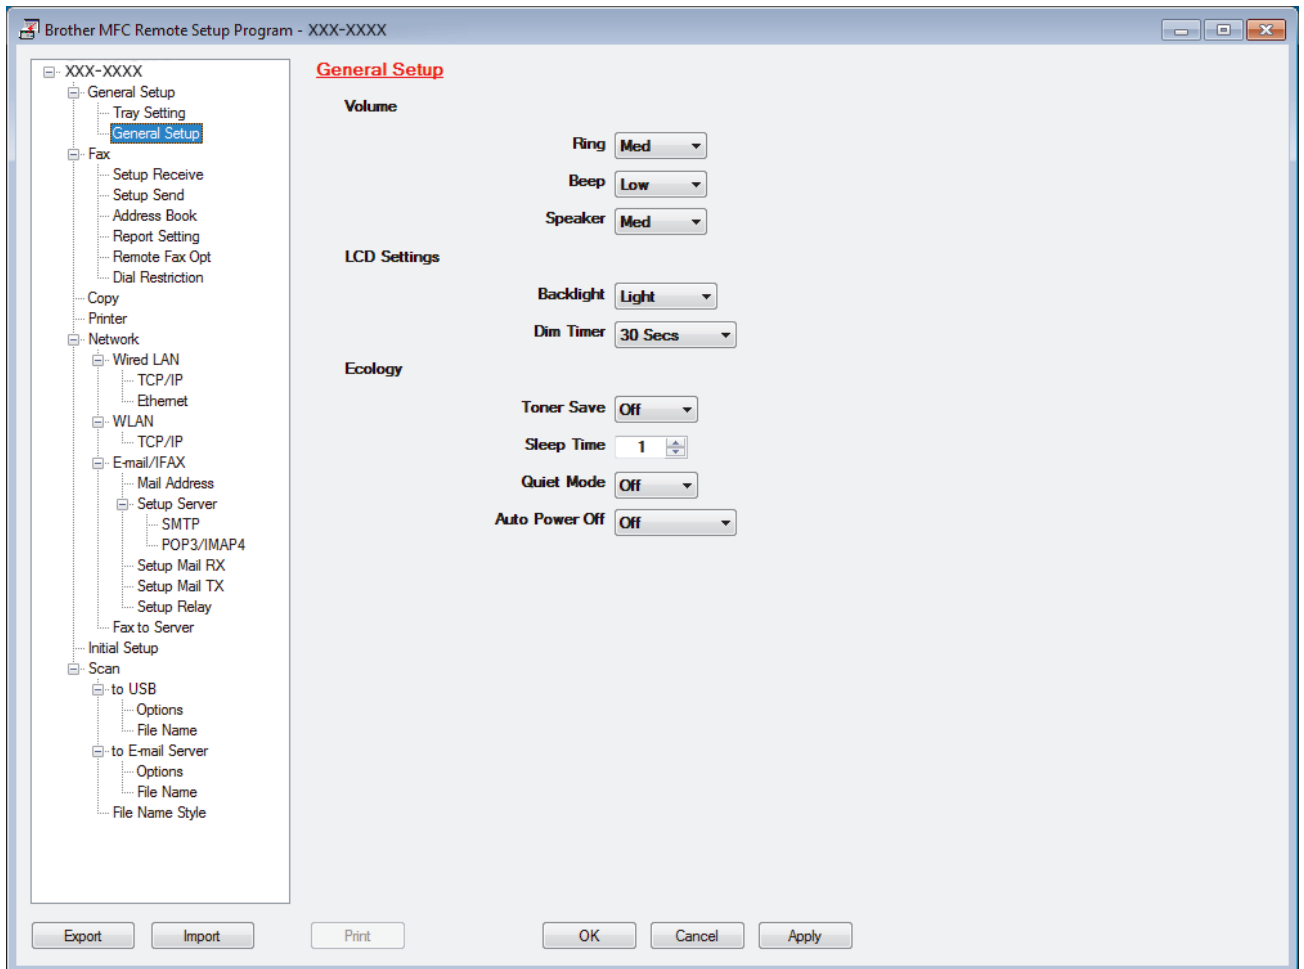 Brother MFC Remote Setup Program - XXX-XXXX
XXX-XXXX
General Setup
Tray Setting
General Setup
Fax
Setup Receive
Setup Send
Address Book
Report Setting
Remote Fax Opt
Dial Restriction
Copy
Printer
Network
Wired LAN
TCP/IP
Ethernet
WLAN
TCP/IP
E-mail/IFAX
Mail Address
Setup Server
SMTP
POP3/IMAP4
Setup Mail RX
Setup Mail TX
Setup Relay
Fax to Server
Initial Setup
Scan
to USB
Options
File Name
to E-mail Server
Options
File Name
File Name Style
General Setup
Volume
Ring Med
Beep Low
Speaker Med
LCD Settings
Backlight Light
Dim Timer 30 Secs
Ecology
Toner Save Off
Sleep Time 1
Quiet Mode Off
Auto Power Off Off
Export Import Print OK Cancel Apply